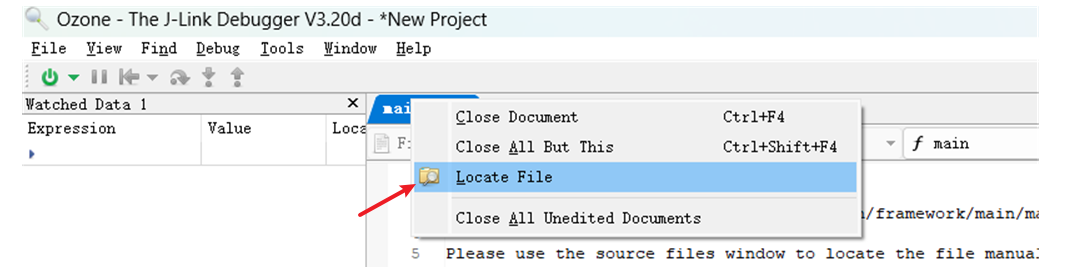 Ozone - The J-Link Debugger V3.20d - *New Project
File View Find Debug Tools Window Help
Watched Data 1
Expression Value Loca
mai
Close Document Ctrl+F4
Close All But This Ctrl+Shift+F4
Locate File
Close All Unedited Documents
main
/framework/main/ma
5 Please use the source files window to locate the file manual